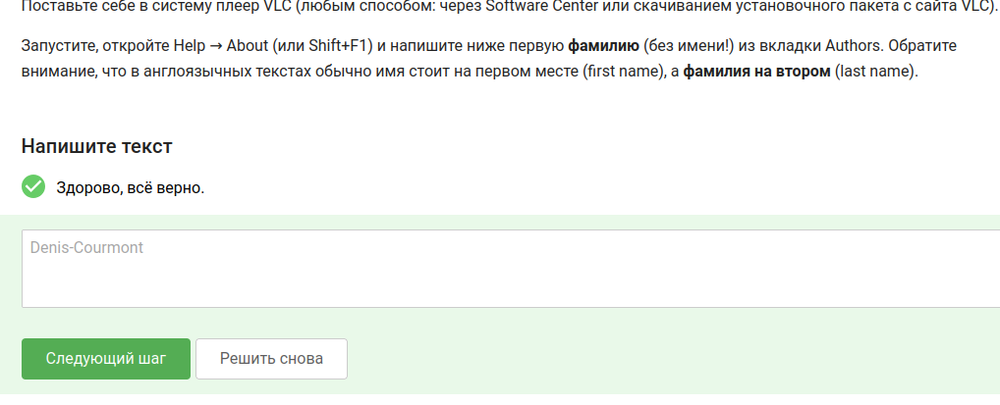 Поставьте себе в систему плеер VLC (любым способом: через Software Center или скачиванием установочного пакета с сайта VLC).
Запустите, откройте Help → About (или Shift+F1) и напишите ниже первую фамилию (без имени!) из вкладки Authors. Обратите
внимание, что в англоязычных текстах обычно имя стоит на первом месте (first name), а фамилия на втором (last name).
Напишите текст
Здорово, всё верно.
Denis-Courmont
Следующий шаг
Решить снова